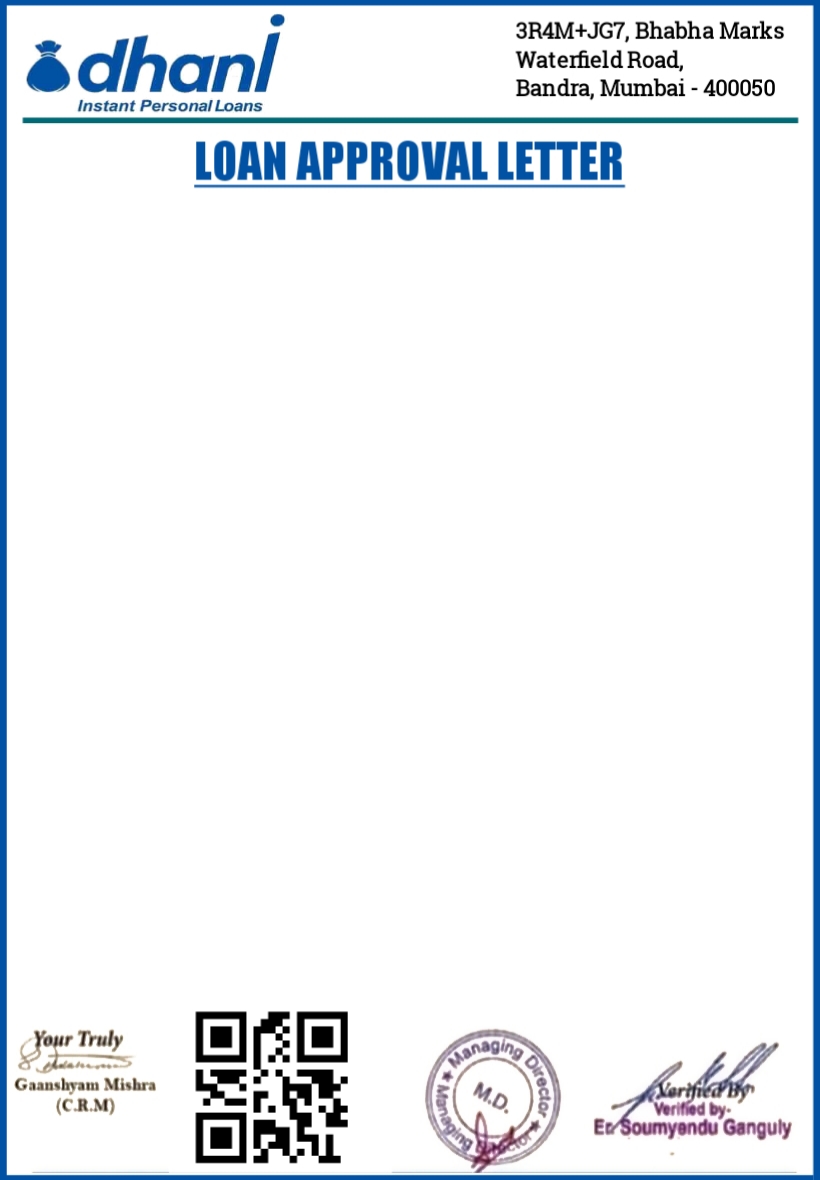 dhani
Instant Personal Loans
3R4M+JG7, Bhabha Marks
Waterfield Road,
Bandra, Mumbai - 400050
LOAN APPROVAL LETTER
Your Truly
Gaanshyam Mishra
(C.R.M)
Managing Director
M.D.
Managing Director
Verified By
Verified by-
Er Soumyendu Ganguly